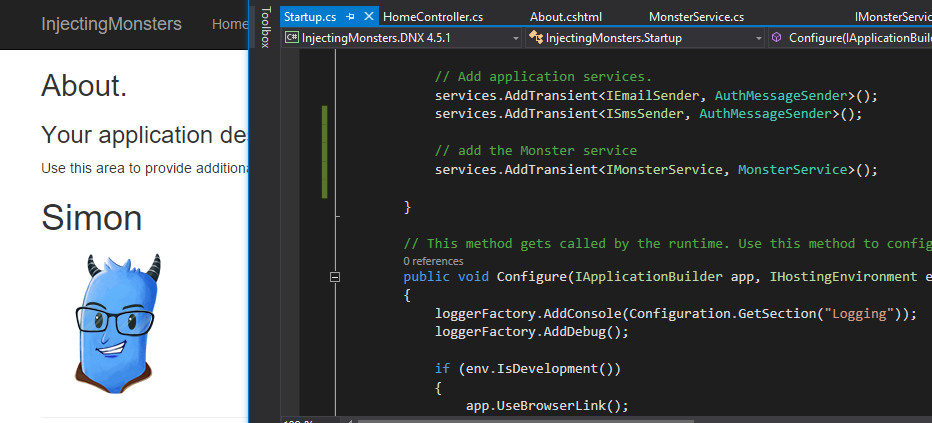 InjectingMonsters Home
About.
Your application de
Use this area to provide additiona
Simon
Toolbox
Startup.cs HomeController.cs About.cshtml MonsterService.cs IMonsterServic
C# InjectingMonsters.DNX 4.5.1 InjectingMonsters.Startup Configure(IApplicationBuil
// Add application services.
services.AddTransient<IEmailSender, AuthMessageSender>();
services.AddTransient<ISmsSender, AuthMessageSender>();
// add the Monster service
services.AddTransient<IMonsterService, MonsterService>();
}
// This method gets called by the runtime. Use this method to config
0 references
public void Configure(IApplicationBuilder app, IHostingEnvironment e
{
loggerFactory.AddConsole(Configuration.GetSection("Logging"));
loggerFactory.AddDebug();
if (env.IsDevelopment())
{
app.UseBrowserLink();